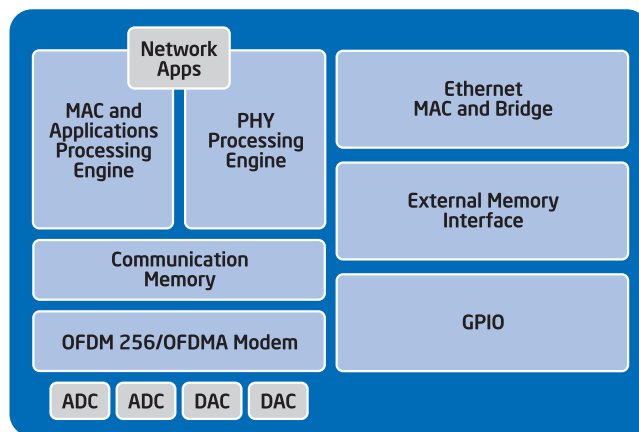 Network
Apps
MAC and
Applications
Processing
Engine
PHY
Processing
Engine
Communication
Memory
OFDM 256/OFDMA Modem
ADC
ADC
DAC
DAC
Ethernet
MAC and Bridge
External Memory
Interface
GPIO